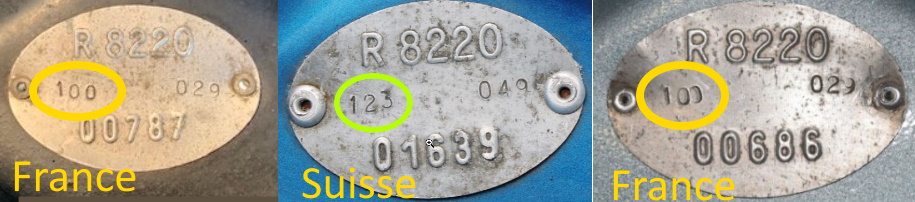 R 8220
100 029
00787
France
R 8220
123 049
01639
Suisse
R 8220
100 029
00686
France